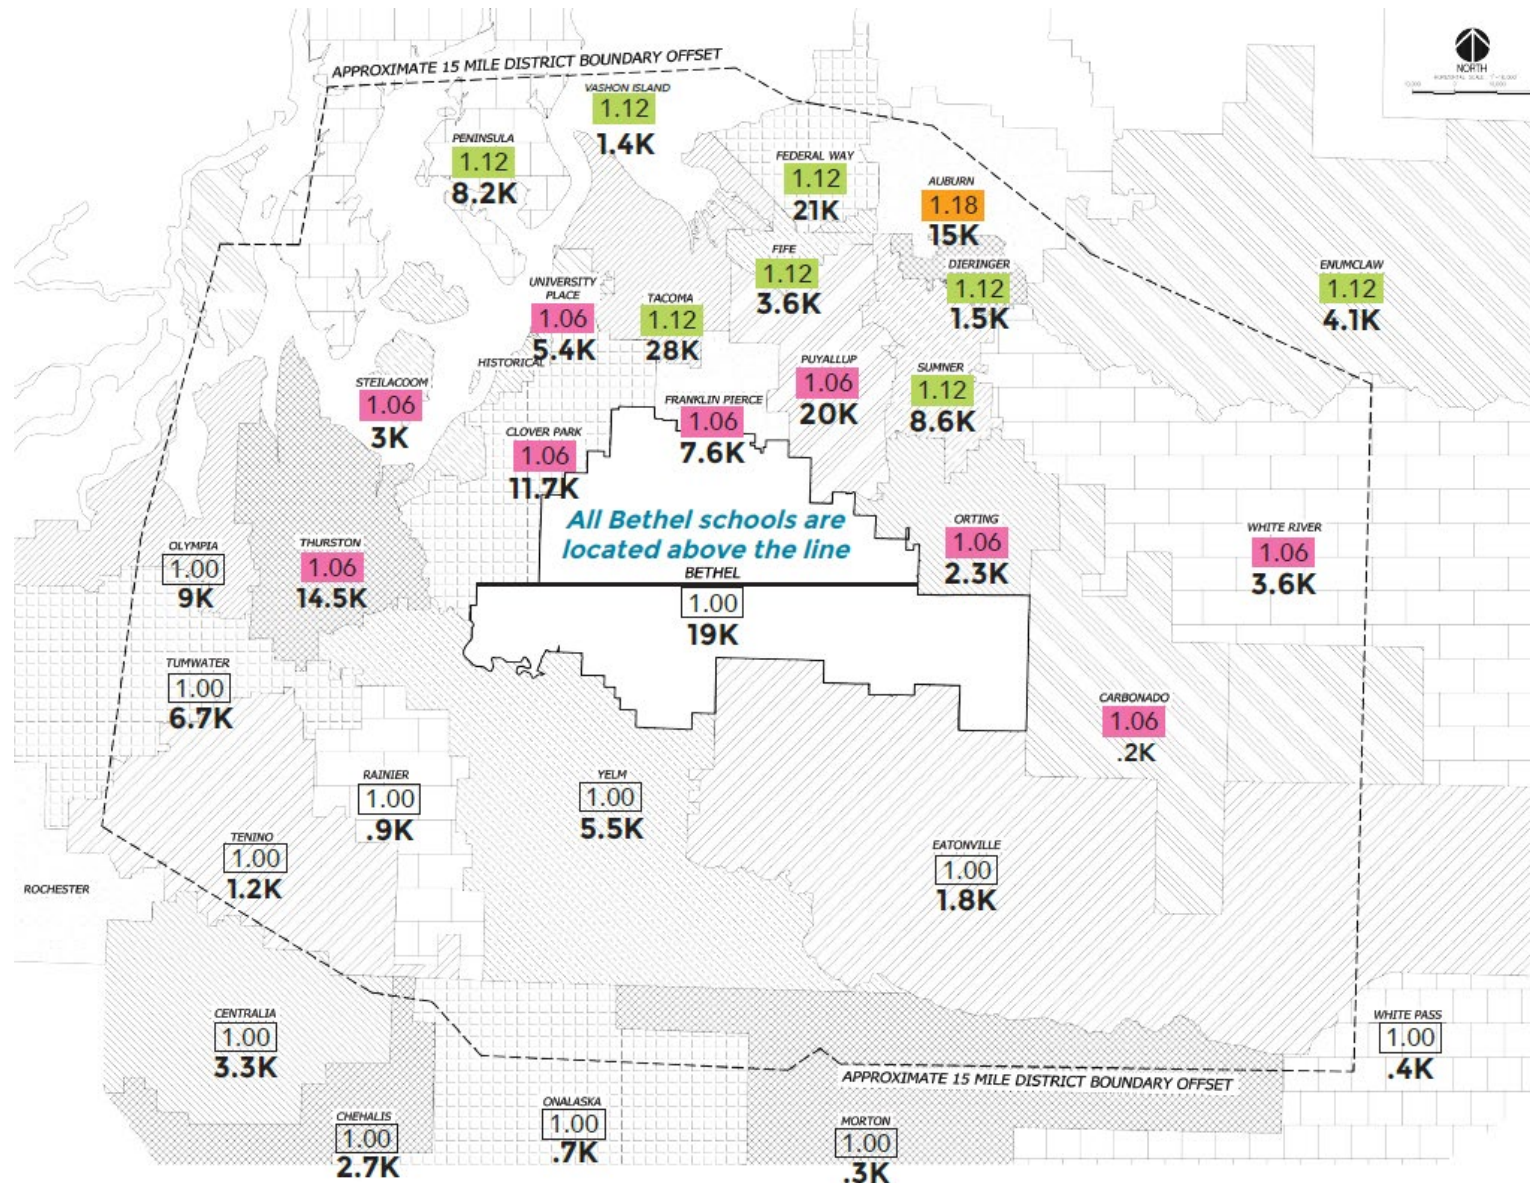 APPROXIMATE 15 MILE DISTRICT BOUNDARY OFFSET
NORTH
VASHON ISLAND
1.12
1.4K
PENINSULA
1.12
8.2K
FEDERAL WAY
1.12
21K
AUBURN
1.18
15K
FIFE
1.12
3.6K
DIERINGER
1.12
1.5K
ENUMCLAW
1.12
4.1K
UNIVERSITY
PLACE
1.06
5.4K
TACOMA
1.12
28K
HISTORICAL
STEILACOOM
1.06
3K
PUYALLUP
1.06
20K
SUMNER
1.12
8.6K
FRANKLIN PIERCE
1.06
7.6K
CLOVER PARK
1.06
11.7K
All Bethel schools are
located above the line
BETHEL
1.00
19K
ORTING
1.06
2.3K
WHITE RIVER
1.06
3.6K
OLYMPIA
1.00
9K
THURSTON
1.06
14.5K
TUMWATER
1.00
6.7K
CARBONADO
1.06
.2K
RAINIER
1.00
.9K
YELM
1.00
5.5K
TENINO
1.00
1.2K
EATONVILLE
1.00
1.8K
ROCHESTER
CENTRALIA
1.00
3.3K
WHITE PASS
1.00
.4K
APPROXIMATE 15 MILE DISTRICT BOUNDARY OFFSET
CHEHALIS
1.00
2.7K
ONALASKA
1.00
.7K
MORTON
1.00
.3K